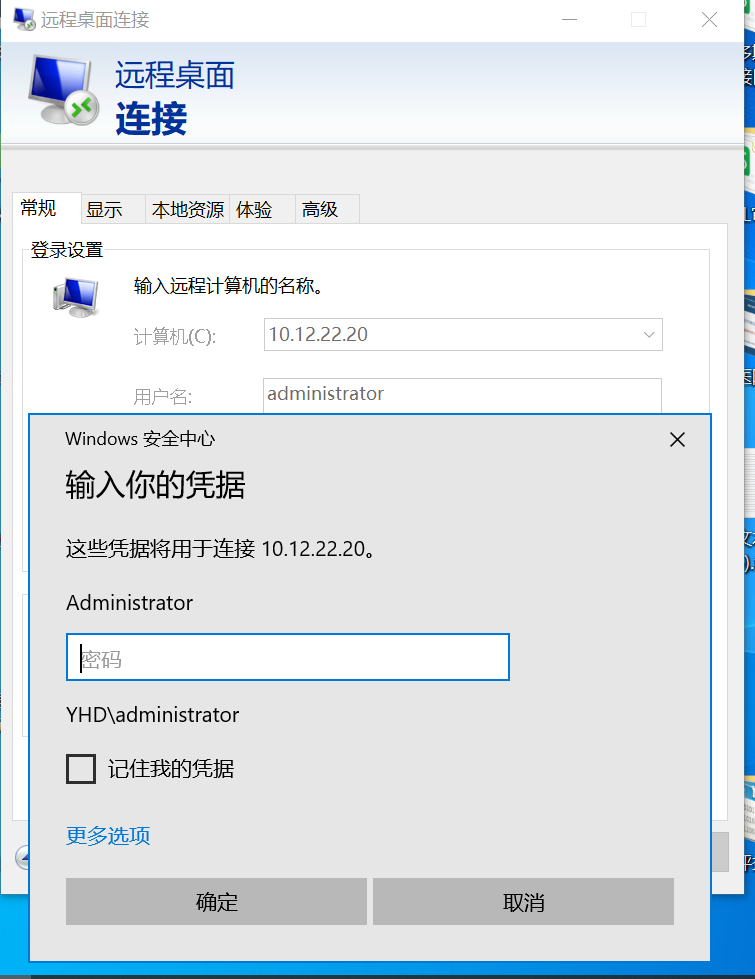 远程桌面连接
远程桌面
连接
常规 显示 本地资源 体验 高级
登录设置
输入远程计算机的名称。
计算机(C): 10.12.22.20
用户名: administrator
Windows 安全中心
输入你的凭据
这些凭据将用于连接 10.12.22.20。
Administrator
密码
YHD\administrator
记住我的凭据
更多选项
确定 取消